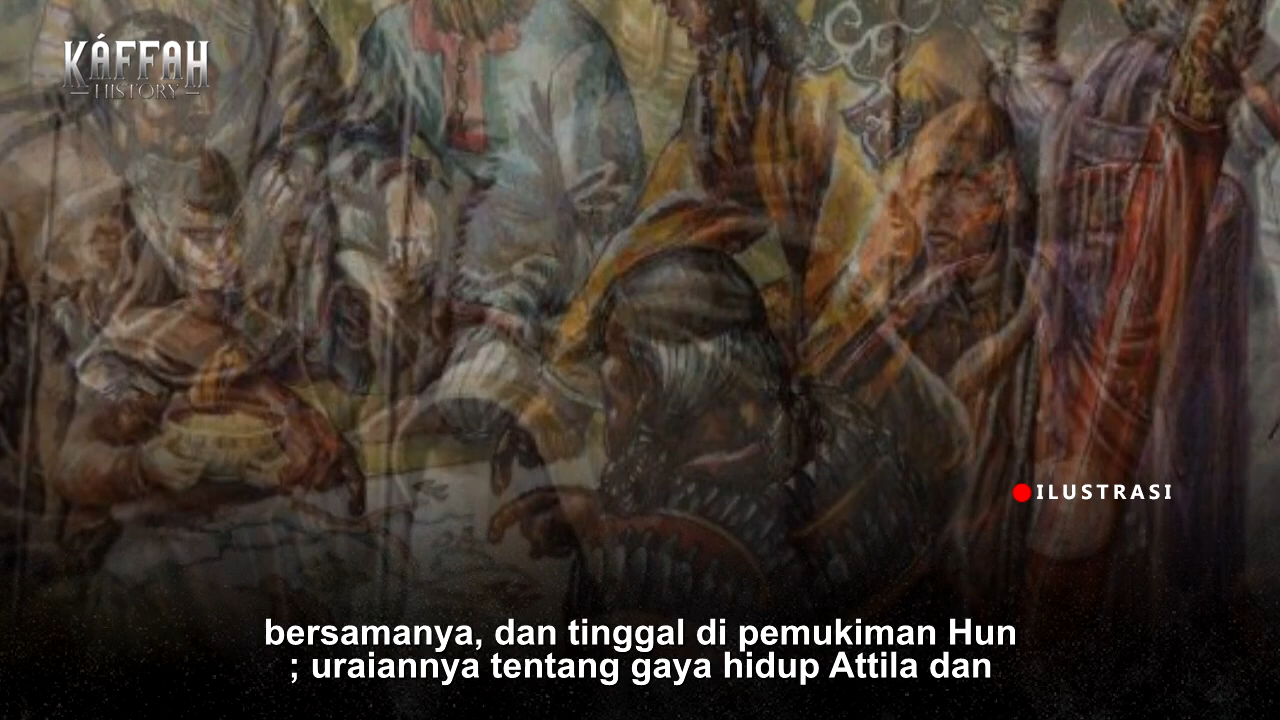 KÁFFAH
HISTORY
ILUSTRASI
bersamanya, dan tinggal di pemukiman Hun
; uraiannya tentang gaya hidup Attila dan